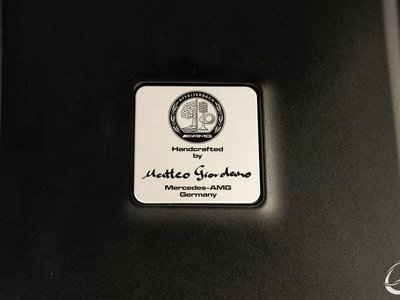 AFFALTERBACH
AMG
Handcrafted
by
Matteo Giordano
Mercedes-AMG
Germany